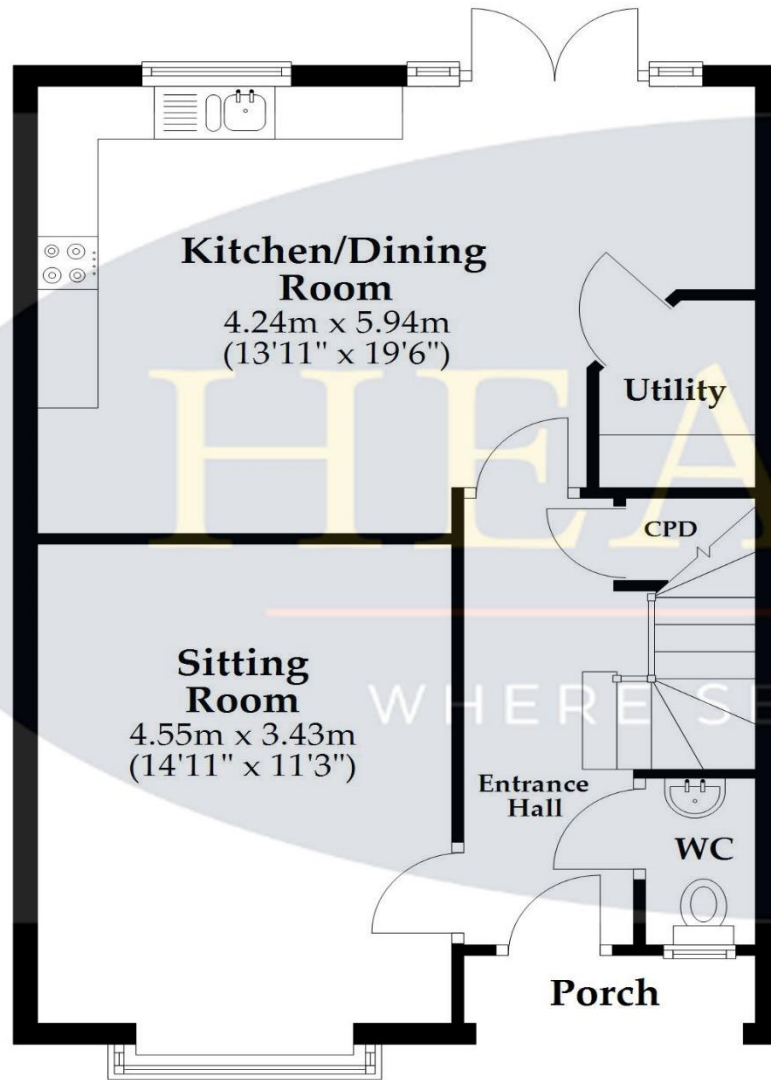 Kitchen/Dining
Room
4.24m x 5.94m
(13'11" x 19'6")
Utility
HEA
CPD
Sitting
Room
4.55m x 3.43m
(14'11" x 11'3")
WHERE SE
Entrance
Hall
WC
Porch